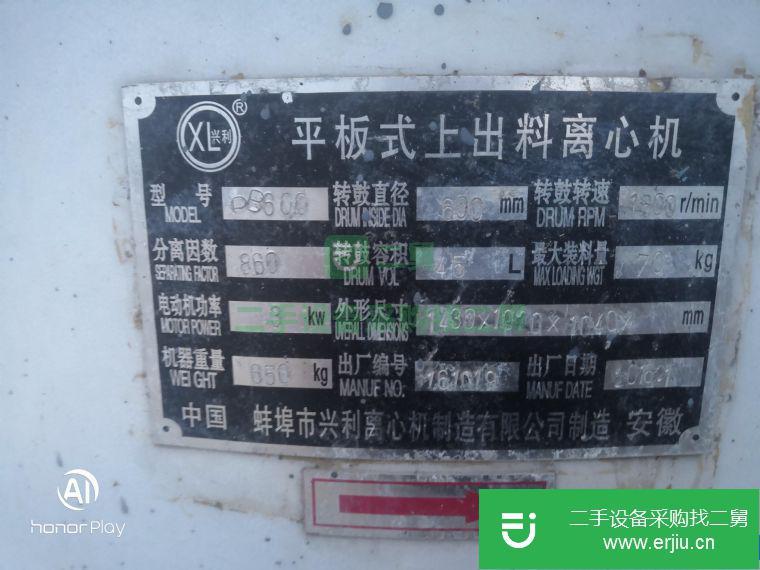 XL兴利®
平板式上出料离心机
型号 MODEL PS600 转鼓直径 DRUM INSIDE DIA 600 mm 转鼓转速 DRUM RPM r/min
分离因数 SEPARATING FACTOR 860 转鼓容积 DRUM VOL 45 L 最大装料量 MAX LOADING WGT kg
电动机功率 MOTOR POWER 3 kw 外形尺寸 OVERALL DIMENSIONS mm
机器重量 WEIGHT 650 kg 出厂编号 MANUF NO. 出厂日期 MANUF DATE
中国 蚌埠市兴利离心机制造有限公司制造 安徽
AI
honor Play
二手设备采购找二舅
www.erjiu.cn